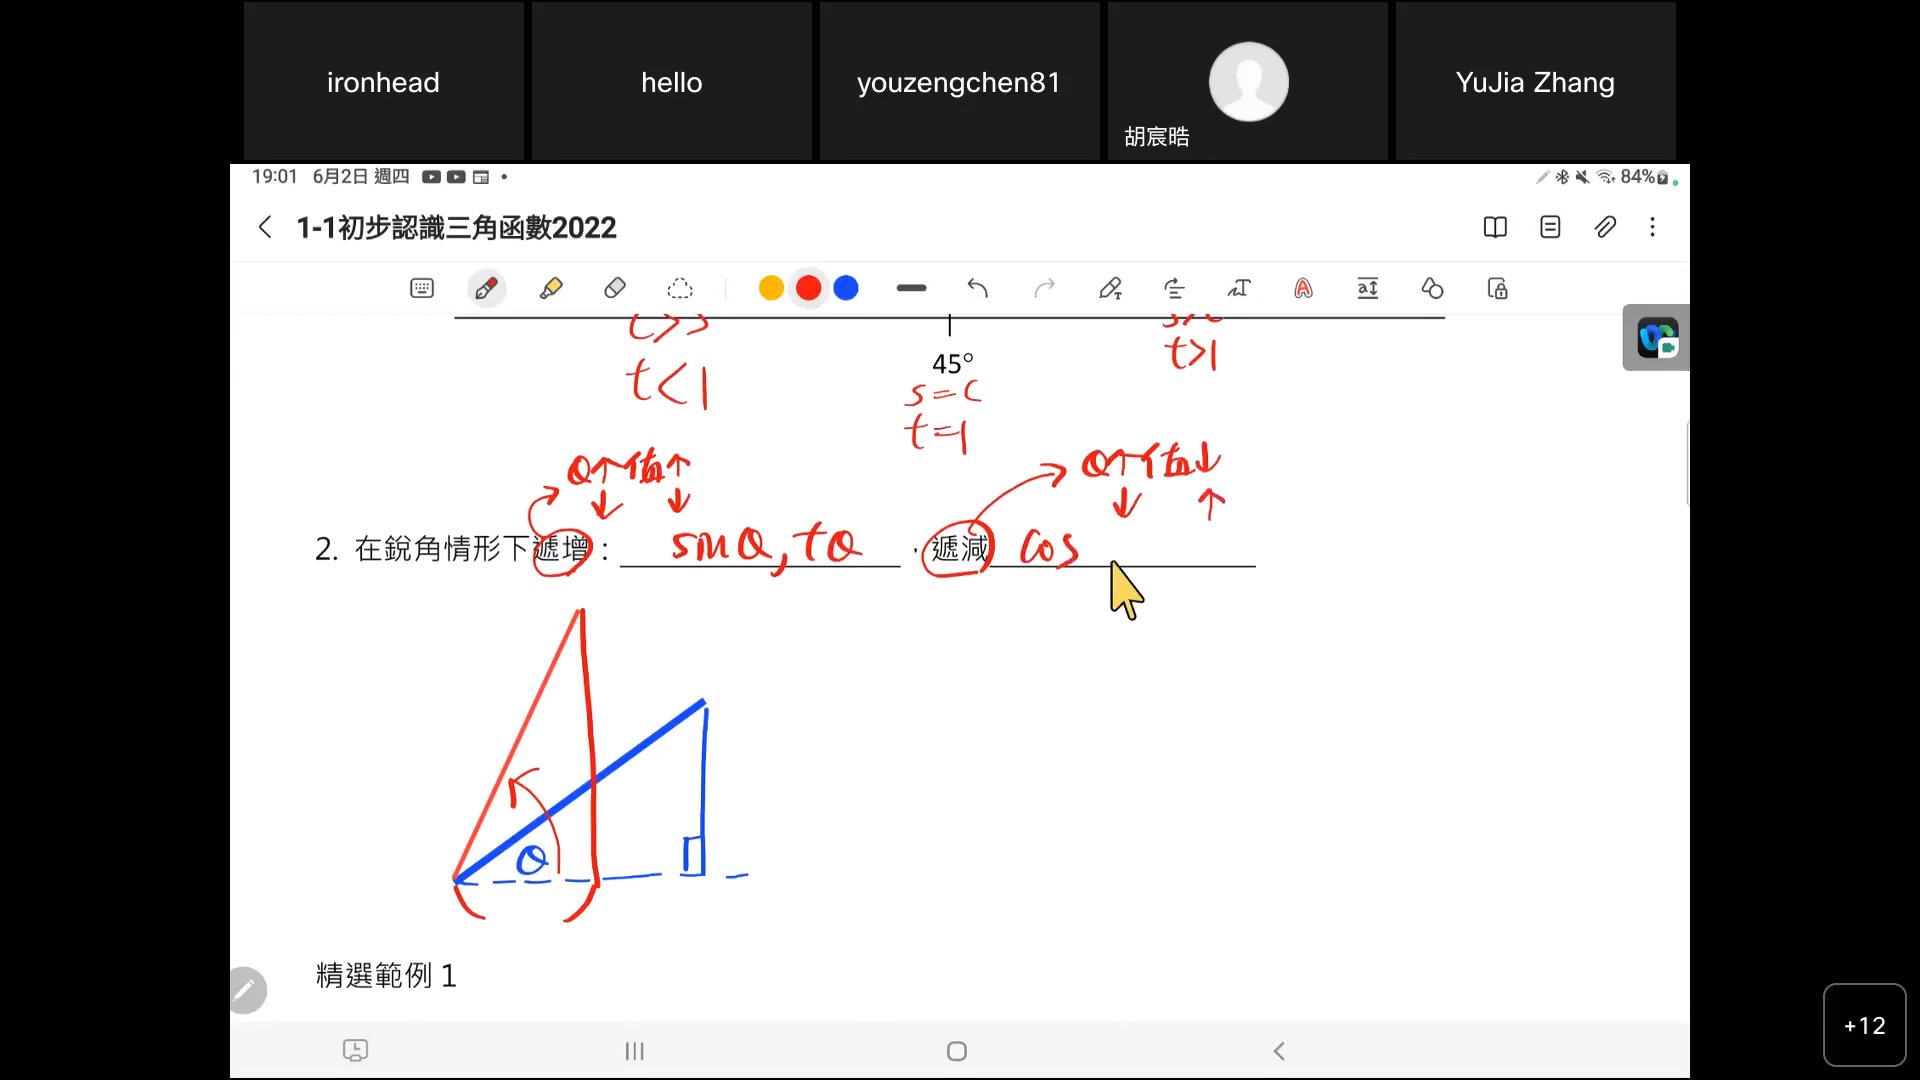 ironhead
hello
youzengchen81
胡宸晧
YuJia Zhang
19:01 6月2日 週四
84%
1-1初步認識三角函數2022
t<1
45°
s=c
t=1
t>1
θ↑值↑
↓ ↓
θ↑值↓
↓ ↑
2. 在銳角情形下遞增： sinθ, tθ ，遞減 cos
θ
精選範例 1
+12